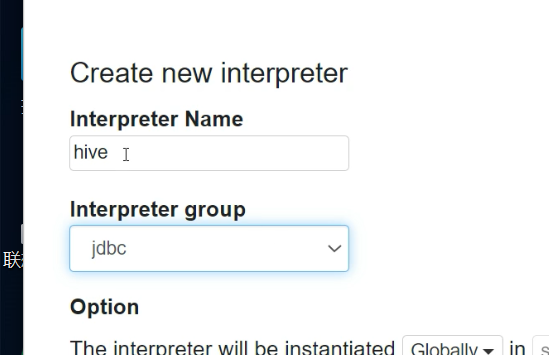 Create new interpreter
Interpreter Name
hive
Interpreter group
jdbc
联
Option
The interpreter will be instantiated Globally in s